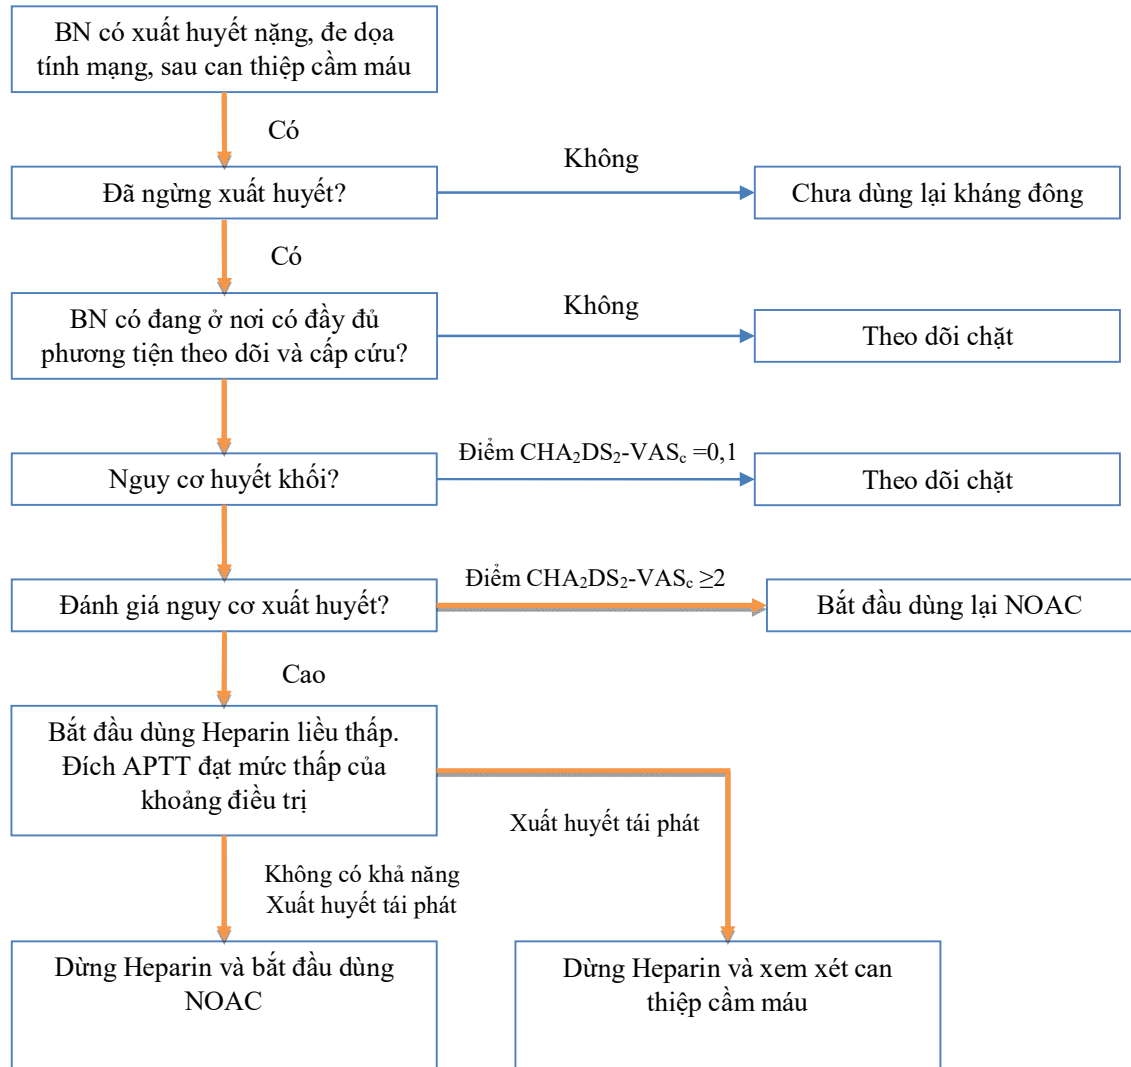 BN có xuất huyết nặng, đe dọa
tính mạng, sau can thiệp cầm máu
Có
Đã ngừng xuất huyết?
Không
Chưa dùng lại kháng đông
Có
BN có đang ở nơi có đầy đủ
phương tiện theo dõi và cấp cứu?
Không
Theo dõi chặt
Nguy cơ huyết khối?
Điểm CHA₂DS₂-VASc =0,1
Theo dõi chặt
Đánh giá nguy cơ xuất huyết?
Điểm CHA₂DS₂-VASc ≥2
Bắt đầu dùng lại NOAC
Cao
Bắt đầu dùng Heparin liều thấp.
Đích APTT đạt mức thấp của
khoảng điều trị
Xuất huyết tái phát
Không có khả năng
Xuất huyết tái phát
Dừng Heparin và bắt đầu dùng
NOAC
Dừng Heparin và xem xét can
thiệp cầm máu